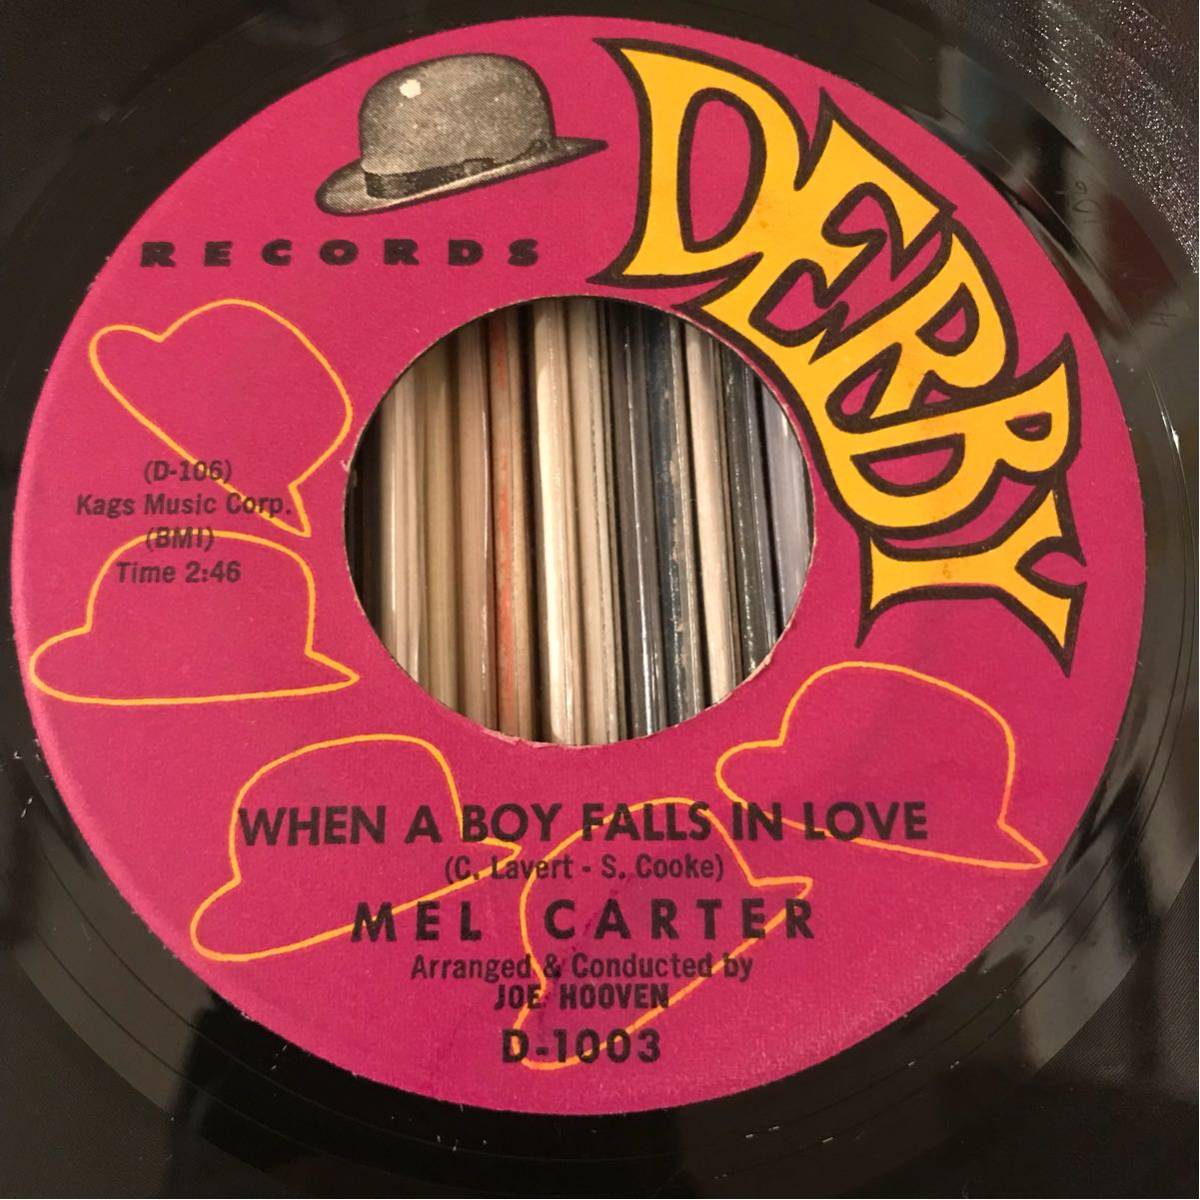 DERBY
RECORDS
(D-106)
Kags Music Corp.
(BMI)
Time 2:46
WHEN A BOY FALLS IN LOVE
(C. Lavert - S. Cooke)
MEL CARTER
Arranged & Conducted by
JOE HOOVEN
D-1003